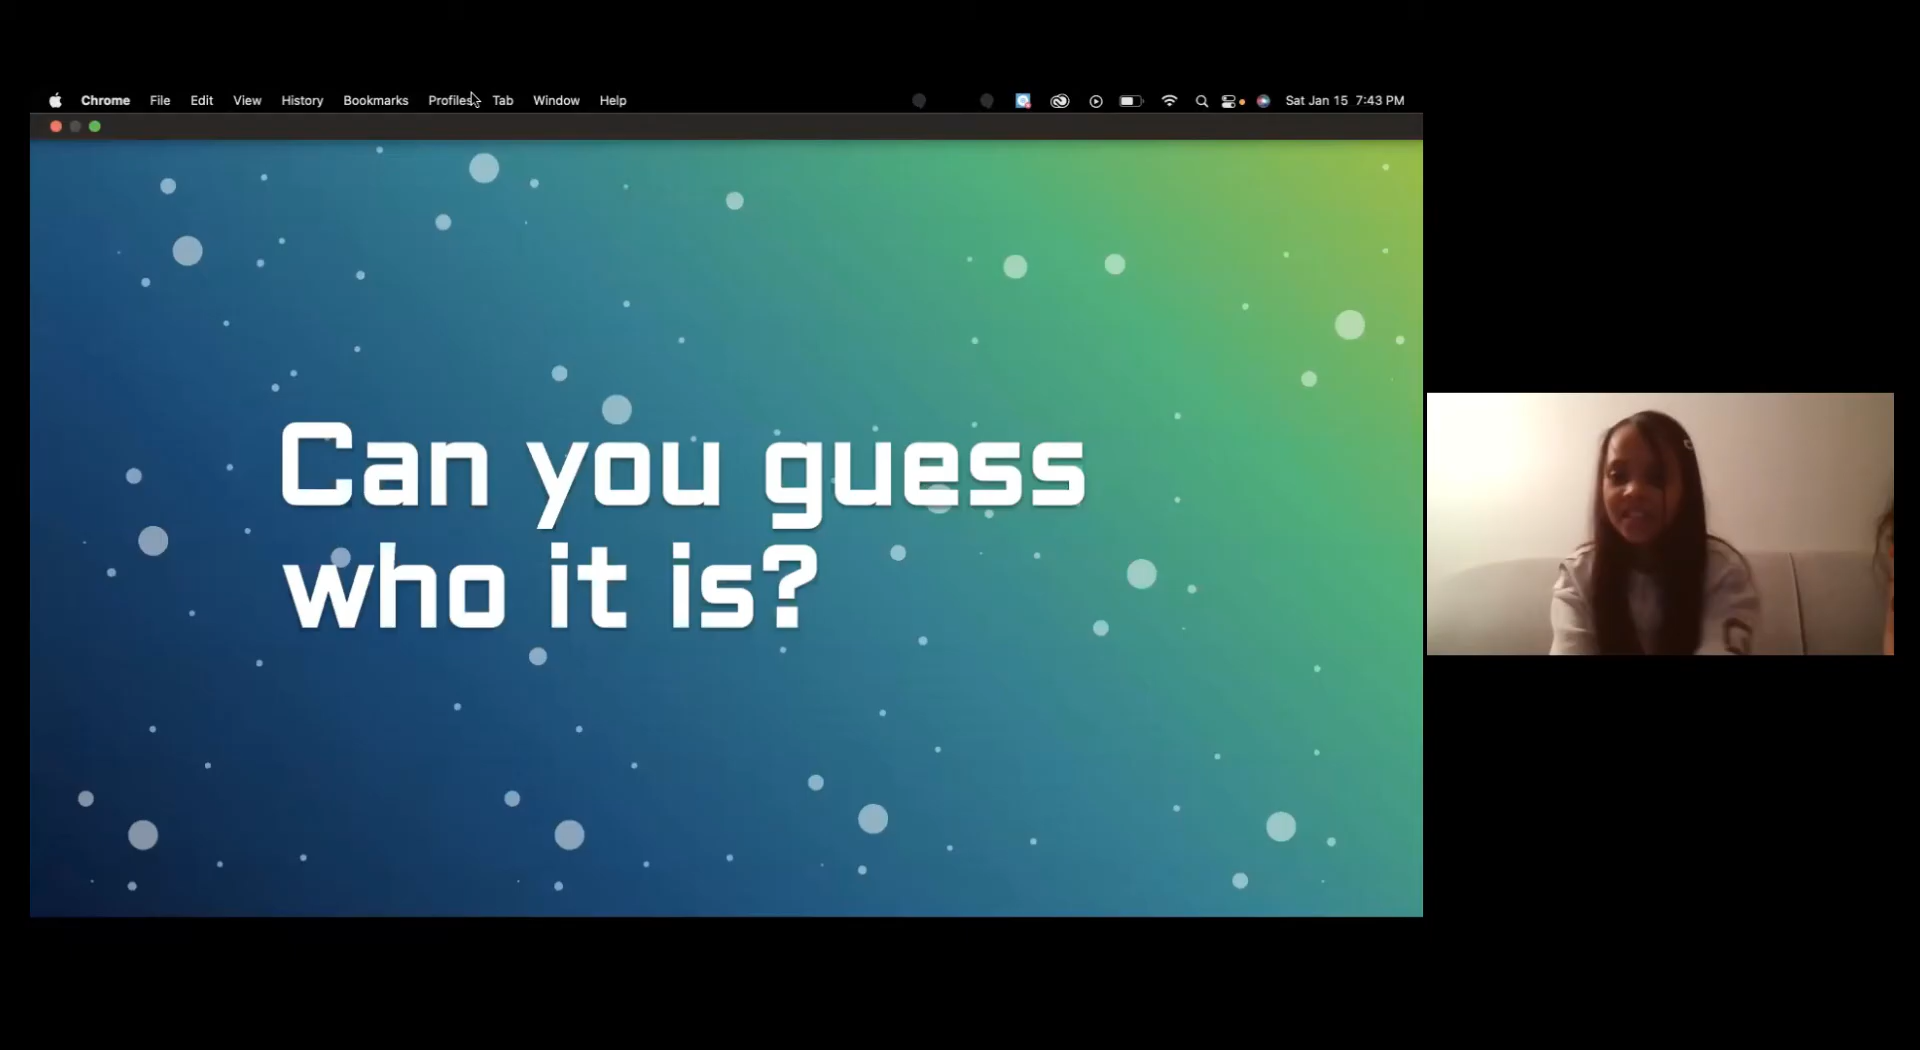 Chrome File Edit View History Bookmarks Profiles Tab Window Help Sat Jan 15 7:43 PM
Can you guess
who it is?